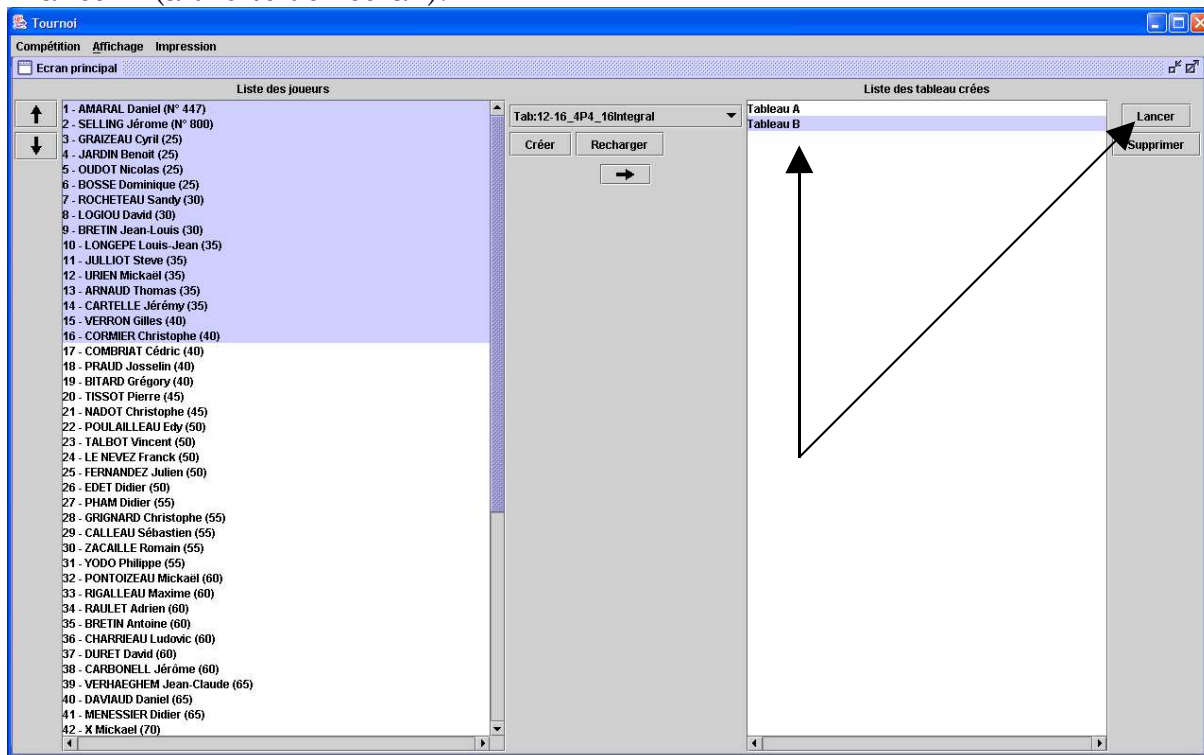 Tournoi
Compétition Affichage Impression
Ecran principal
Liste des joueurs
1 - AMARAL Daniel (N° 447)
2 - SELLING Jérome (N° 800)
3 - GRAIZEAU Cyril (25)
4 - JARDIN Benoit (25)
5 - OUDOT Nicolas (25)
6 - BOSSE Dominique (25)
7 - ROCHETEAU Sandy (30)
8 - LOGIOU David (30)
9 - BRETIN Jean-Louis (30)
10 - LONGEPE Louis-Jean (35)
11 - JULLIOT Steve (35)
12 - URIEN Mickaël (35)
13 - ARNAUD Thomas (35)
14 - CARTELLE Jérémy (35)
15 - VERRON Gilles (40)
16 - CORMIER Christophe (40)
17 - COMBRIAT Cédric (40)
18 - PRAUD Josselin (40)
19 - BITARD Grégory (40)
20 - TISSOT Pierre (45)
21 - NADOT Christophe (45)
22 - POULAILLEAU Edy (50)
23 - TALBOT Vincent (50)
24 - LE NEVEZ Franck (50)
25 - FERNANDEZ Julien (50)
26 - EDET Didier (50)
27 - PHAM Didier (55)
28 - GRIGNARD Christophe (55)
29 - CALLEAU Sébastien (55)
30 - ZACAILLE Romain (55)
31 - YODO Philippe (55)
32 - PONTOIZEAU Mickaël (60)
33 - RIGALLEAU Maxime (60)
34 - RAULET Adrien (60)
35 - BRETIN Antoine (60)
36 - CHARRIEAU Ludovic (60)
37 - DURET David (60)
38 - CARBONELL Jérôme (60)
39 - VERHAEGHEM Jean-Claude (65)
40 - DAVIAUD Daniel (65)
41 - MENESSIER Didier (65)
42 - X Mickael (70)
Tab:12-16_4P4_16Integral
Créer Recharger
Liste des tableau crées
Tableau A
Tableau B
Lancer
Supprimer